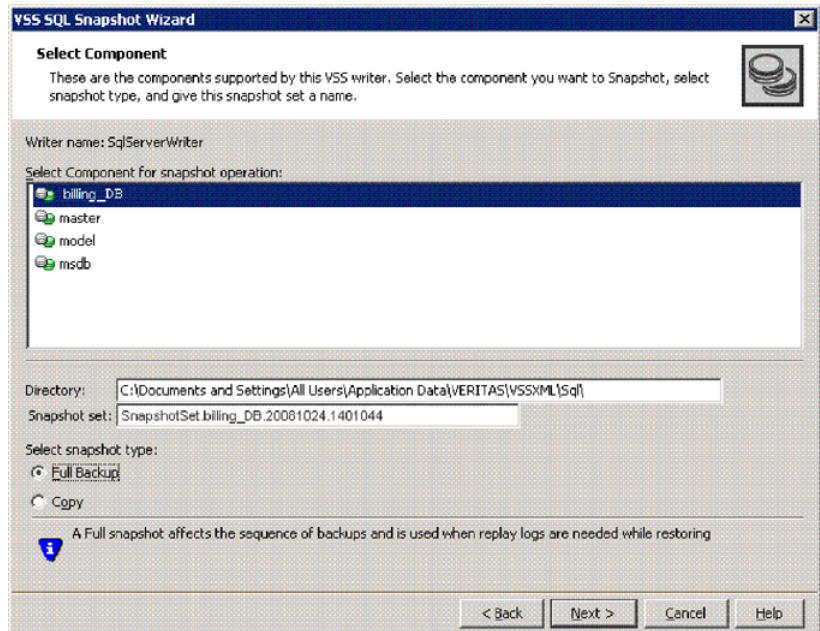 VSS SQL Snapshot Wizard
Select Component
These are the components supported by this VSS writer. Select the component you want to Snapshot, select
snapshot type, and give this snapshot set a name.
Writer name: SqlServerWriter
Select Component for snapshot operation:
billing_DB
master
model
msdb
Directory: C:\Documents and Settings\All Users\Application Data\VERITAS\VSSXML\Sql\
Snapshot set: SnapshotSet.billing_DB.20081024.1401044
Select snapshot type:
Full Backup
Copy
A Full snapshot affects the sequence of backups and is used when replay logs are needed while restoring
< Back Next > Cancel Help